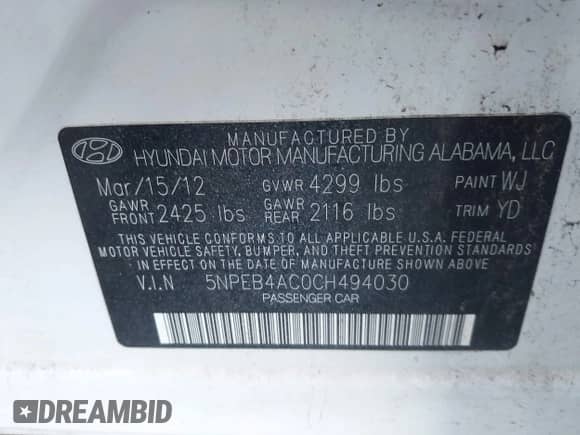 MANUFACTURED BY
HYUNDAI MOTOR MANUFACTURING ALABAMA, LLC
Mar/15/12 GVWR 4299 lbs PAINT WJ
GAWR FRONT 2425 lbs GAWR REAR 2116 lbs TRIM YD
THIS VEHICLE CONFORMS TO ALL APPLICABLE U.S.A. FEDERAL
MOTOR VEHICLE SAFETY, BUMPER, AND THEFT PREVENTION STANDARDS
IN EFFECT ON THE DATE OF MANUFACTURE SHOWN ABOVE.
V.I.N 5NPEB4AC0CH494030
PASSENGER CAR
DREAMBID